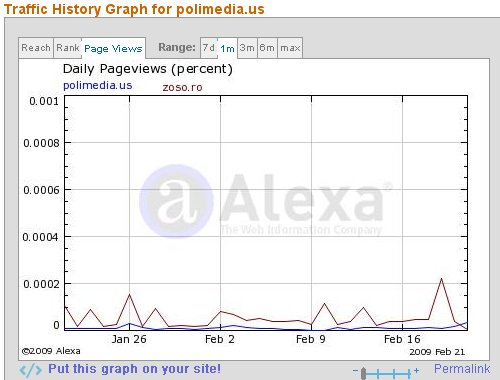 Traffic History Graph for polimedia.us
Reach Rank Page Views Range: 7d 1m 3m 6m max
Daily Pageviews (percent)
polimedia.us zoso.ro
0.001
0.0008
0.0006
0.0004
0.0002
0
Alexa
The Web Information Company
Jan 26 Feb 2 Feb 9 Feb 16
©2009 Alexa 2009 Feb 21
</> Put this graph on your site! - + Permalink